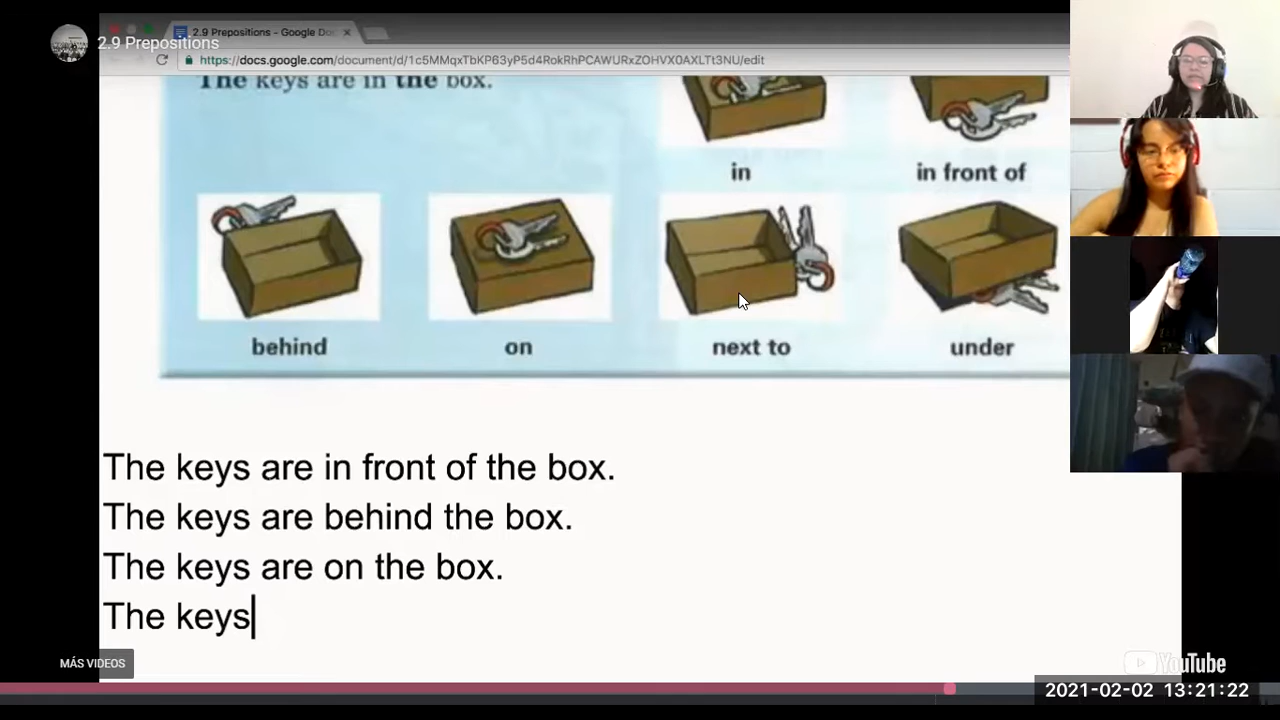 2.9 Prepositions - Google Do
2.9 Prepositions
https://docs.google.com/document/d/1c5MMqxTbKP63yP5d4RokRhPCAWURxZOHVX0AXLTt3NU/edit
The keys are in the box.
in
in front of
behind
on
next to
under
The keys are in front of the box.
The keys are behind the box.
The keys are on the box.
The keys
MÁS VIDEOS
YouTube
2021-02-02 13:21:22